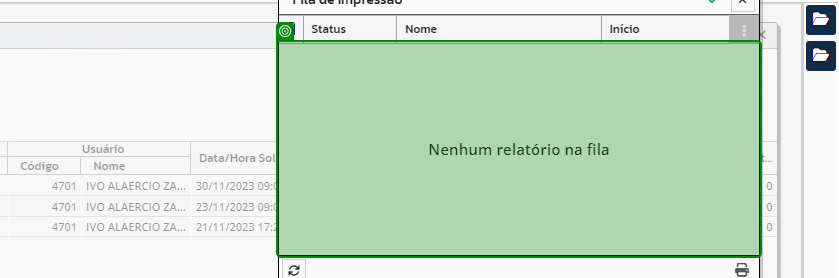 Fila de Impressão
Status Nome Início
Usuário
Código Nome Data/Hora Sol
Nenhum relatório na fila
4701 IVO ALAERCIO ZA... 30/11/2023 09:0 0
4701 IVO ALAERCIO ZA... 23/11/2023 09:0 0
4701 IVO ALAERCIO ZA... 21/11/2023 17:2 0